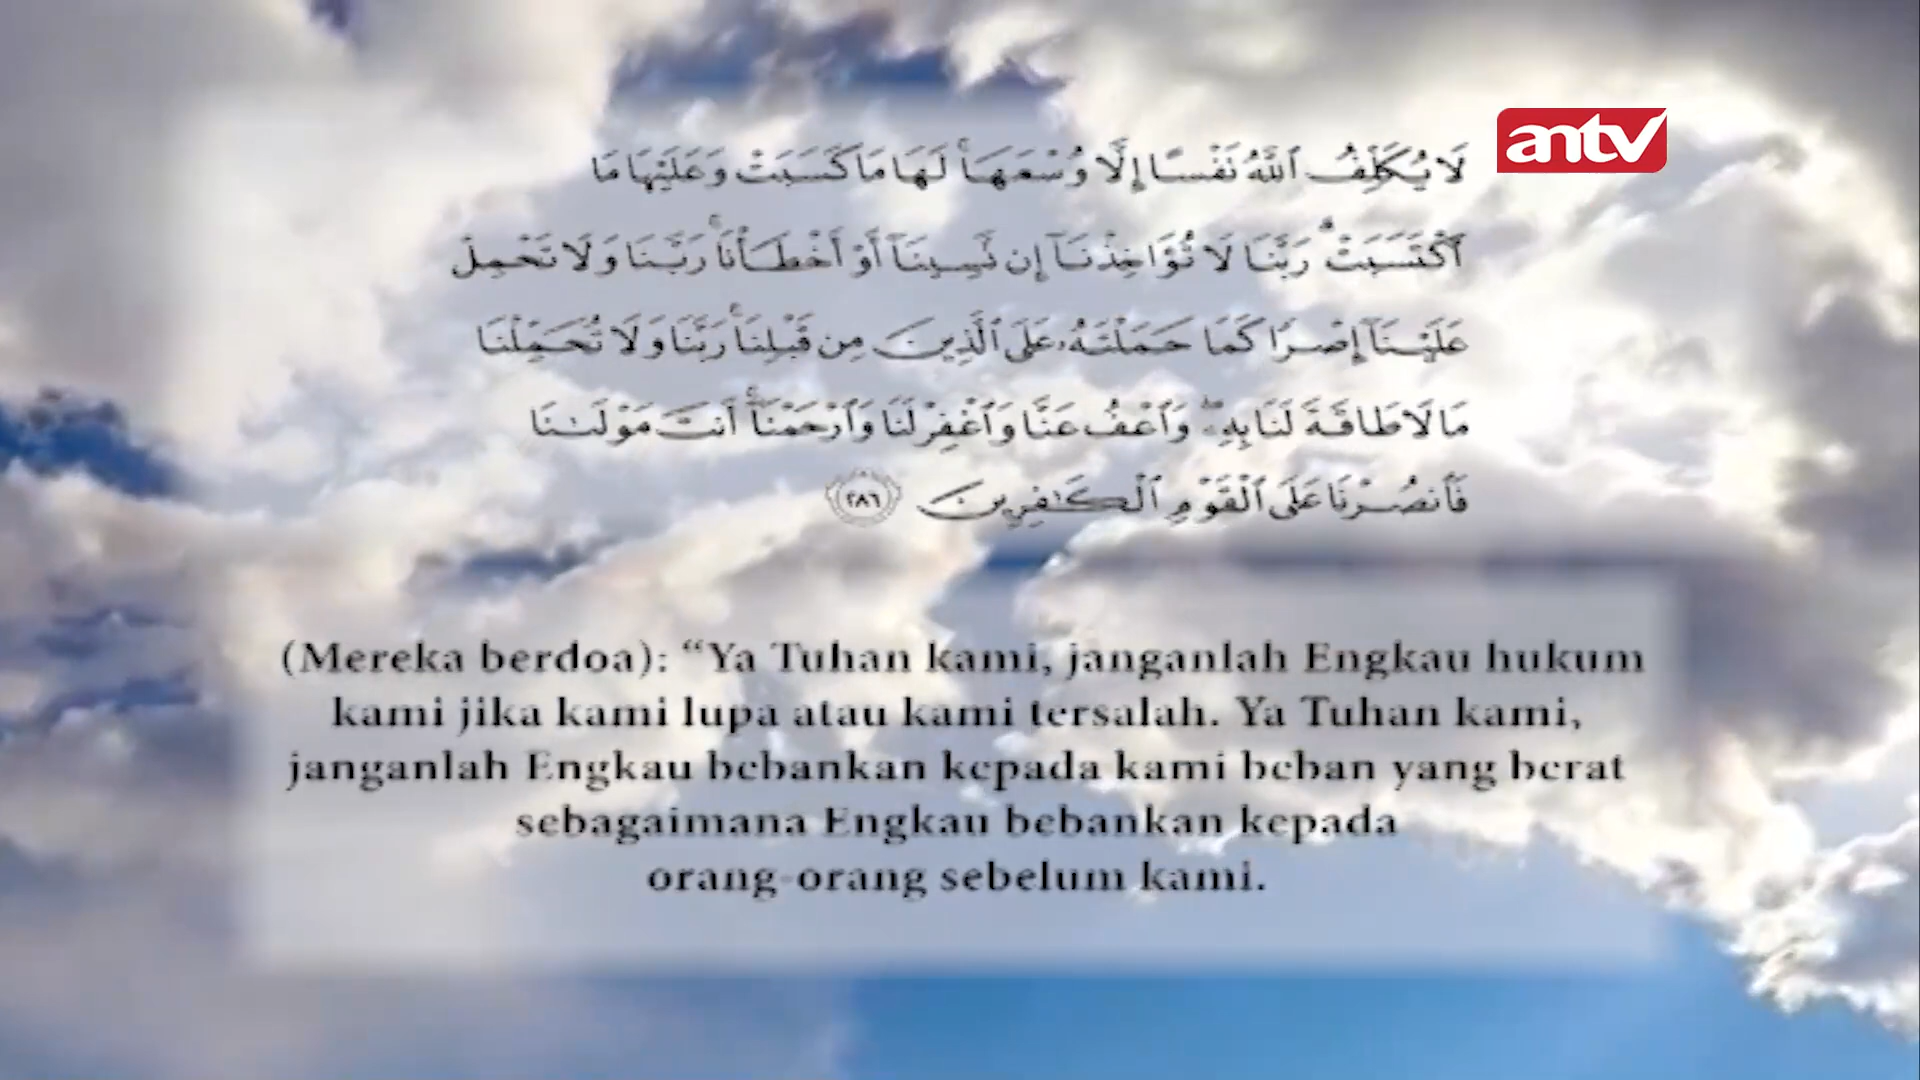 antv
لَا يُكَلِّفُ ٱللَّهُ نَفْسًا إِلَّا وُسْعَهَا ۚ لَهَا مَا كَسَبَتْ وَعَلَيْهَا مَا
ٱكْتَسَبَتْ ۗ رَبَّنَا لَا تُؤَاخِذْنَآ إِن نَّسِينَآ أَوْ أَخْطَأْنَا ۚ رَبَّنَا وَلَا تَحْمِلْ
عَلَيْنَآ إِصْرًا كَمَا حَمَلْتَهُۥ عَلَى ٱلَّذِينَ مِن قَبْلِنَا ۚ رَبَّنَا وَلَا تُحَمِّلْنَا
مَا لَا طَاقَةَ لَنَا بِهِۦ ۖ وَٱعْفُ عَنَّا وَٱغْفِرْ لَنَا وَٱرْحَمْنَآ ۚ أَنتَ مَوْلَىٰنَا
فَٱنصُرْنَا عَلَى ٱلْقَوْمِ ٱلْكَـٰفِرِينَ ٢٨٦
(Mereka berdoa): “Ya Tuhan kami, janganlah Engkau hukum
kami jika kami lupa atau kami tersalah. Ya Tuhan kami,
janganlah Engkau bebankan kepada kami beban yang berat
sebagaimana Engkau bebankan kepada
orang-orang sebelum kami.